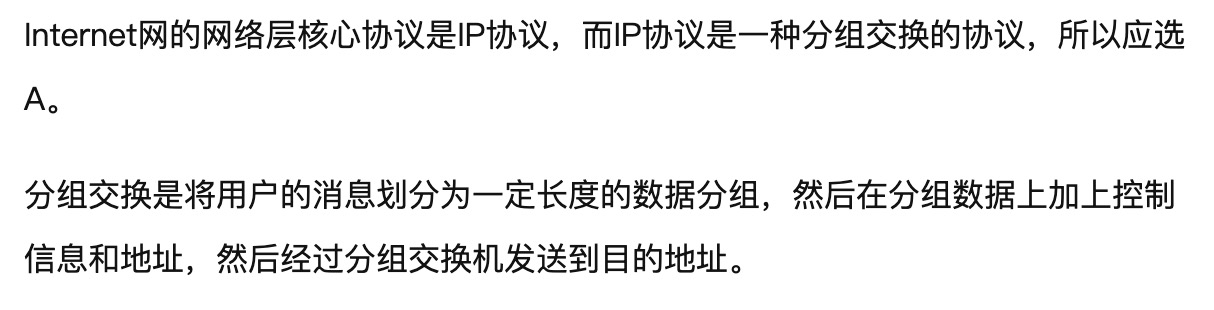 Internet网的网络层核心协议是IP协议，而IP协议是一种分组交换的协议，所以应选
A。
分组交换是将用户的消息划分为一定长度的数据分组，然后在分组数据上加上控制
信息和地址，然后经过分组交换机发送到目的地址。